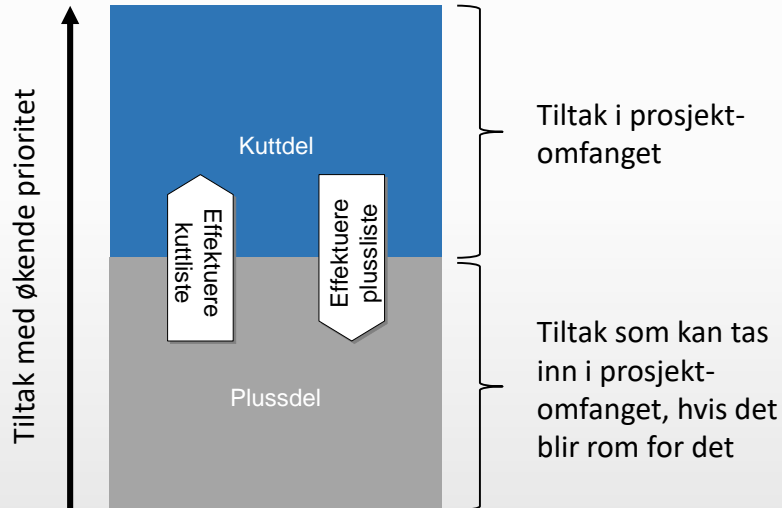 Tiltak med økende prioritet
Kuttdel
Tiltak i prosjekt-
omfanget
Effektuere
kuttliste
Effektuere
plussliste
Plussdel
Tiltak som kan tas
inn i prosjekt-
omfanget, hvis det
blir rom for det